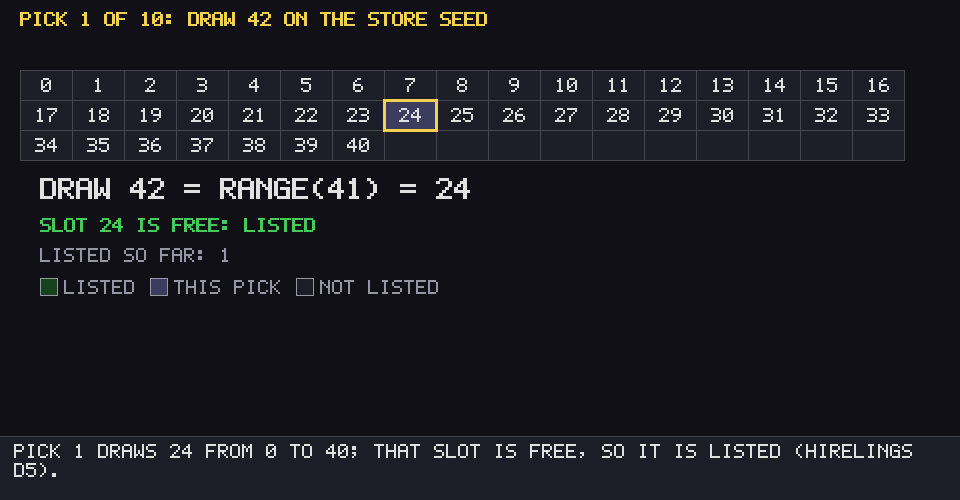 PICK 1 OF 10: DRAW 42 ON THE STORE SEED
0 1 2 3 4 5 6 7 8 9 10 11 12 13 14 15 16
17 18 19 20 21 22 23 24 25 26 27 28 29 30 31 32 33
34 35 36 37 38 39 40
DRAW 42 = RANGE(41) = 24
SLOT 24 IS FREE: LISTED
LISTED SO FAR: 1
LISTED THIS PICK NOT LISTED
PICK 1 DRAWS 24 FROM 0 TO 40; THAT SLOT IS FREE, SO IT IS LISTED (HIRELINGS
D5).